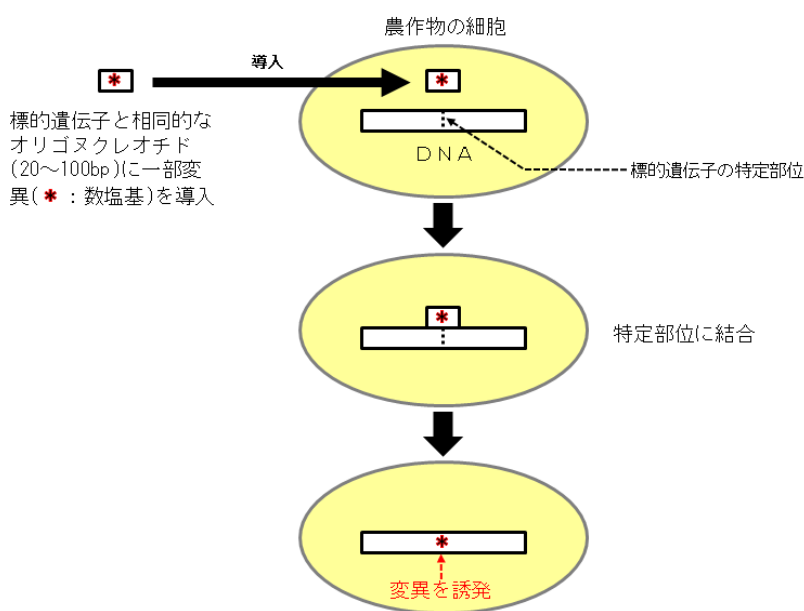 農作物の細胞
導入
*
*
標的遺伝子と相同的な
オリゴヌクレオチド
(20～100bp)に一部変
異(* ：数塩基)を導入
ＤＮＡ
標的遺伝子の特定部位
*
特定部位に結合
*
変異を誘発